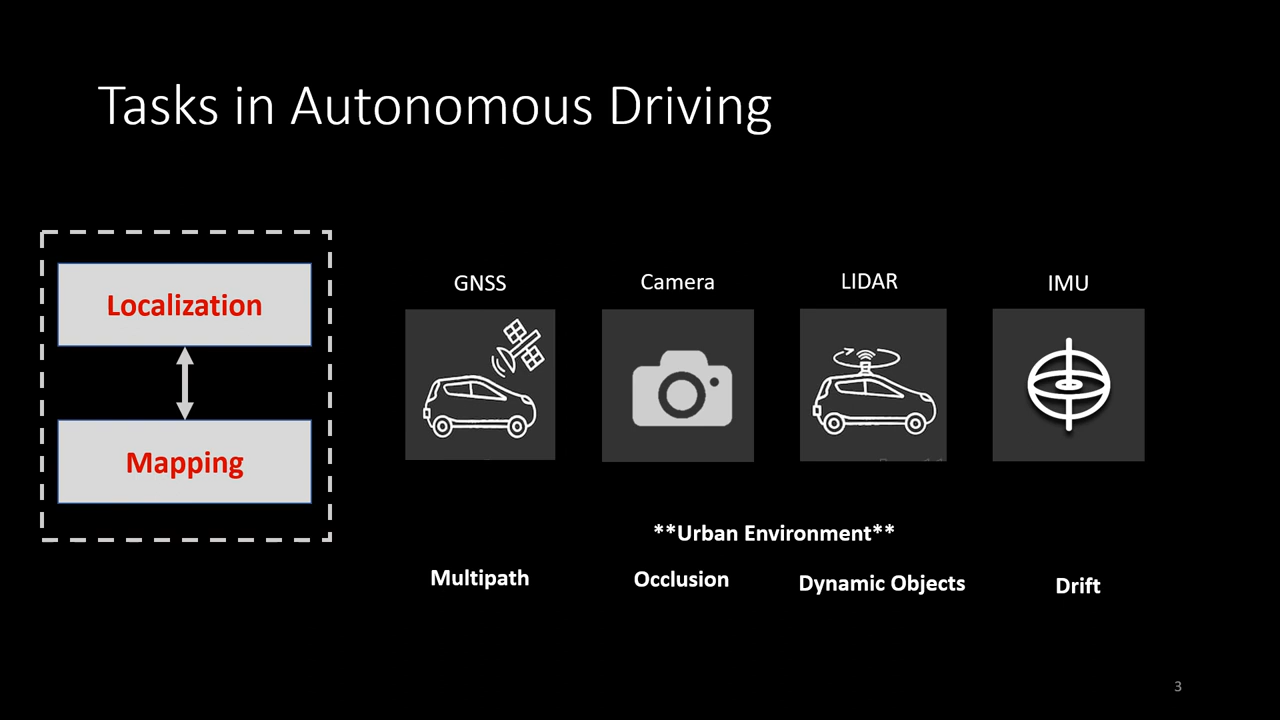 Tasks in Autonomous Driving
Localization
Mapping
GNSS
Camera
LIDAR
IMU
**Urban Environment**
Multipath
Occlusion
Dynamic Objects
Drift
3